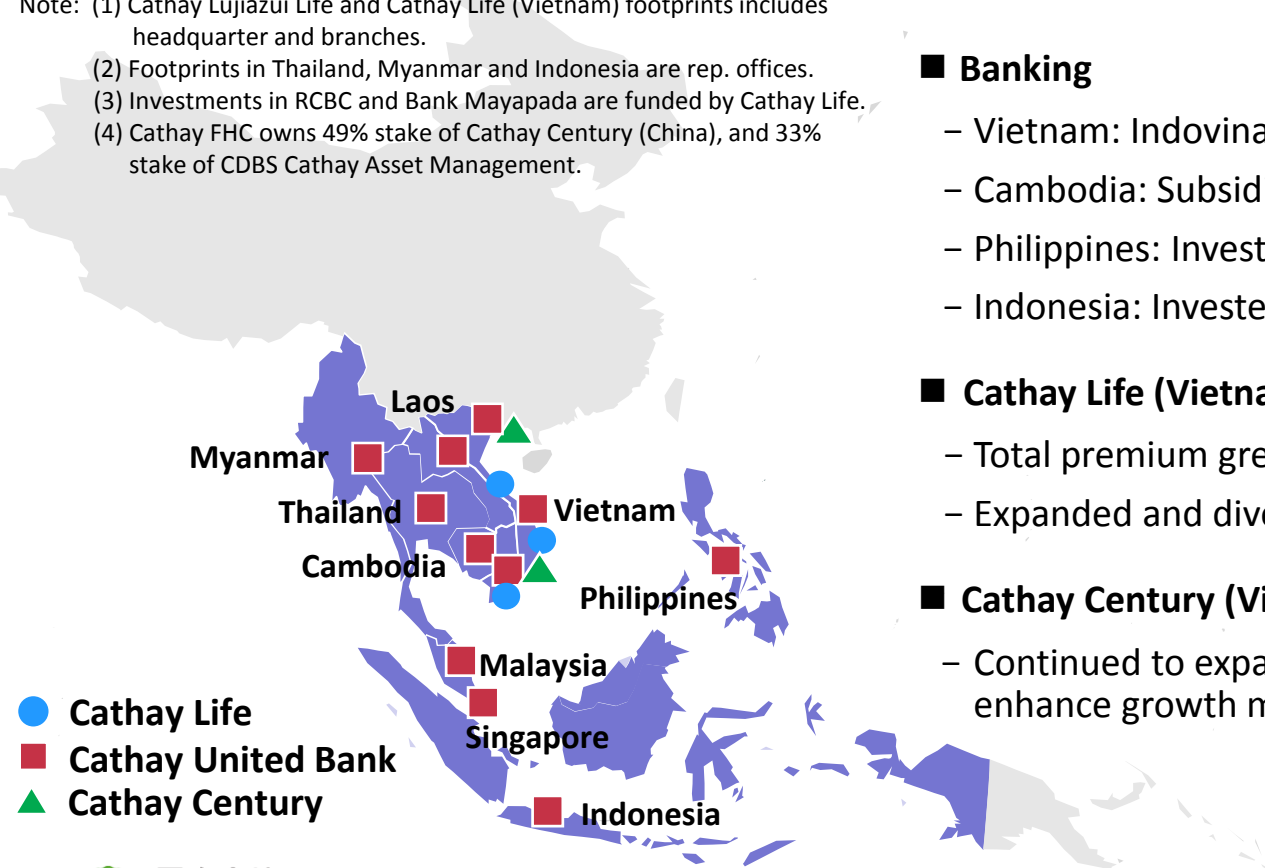 Note: (1) Cathay Lujiazui Life and Cathay Life (Vietnam) footprints includes
headquarter and branches.
(2) Footprints in Thailand, Myanmar and Indonesia are rep. offices.
(3) Investments in RCBC and Bank Mayapada are funded by Cathay Life.
(4) Cathay FHC owns 49% stake of Cathay Century (China), and 33%
stake of CDBS Cathay Asset Management.
Laos
Myanmar
Thailand
Vietnam
Cambodia
Philippines
Malaysia
Singapore
Indonesia
Cathay Life
Cathay United Bank
Cathay Century
■ Banking
− Vietnam: Indovina
− Cambodia: Subsid
− Philippines: Invest
− Indonesia: Investe
■ Cathay Life (Vietna
− Total premium gre
− Expanded and dive
■ Cathay Century (Vi
− Continued to expa
enhance growth m